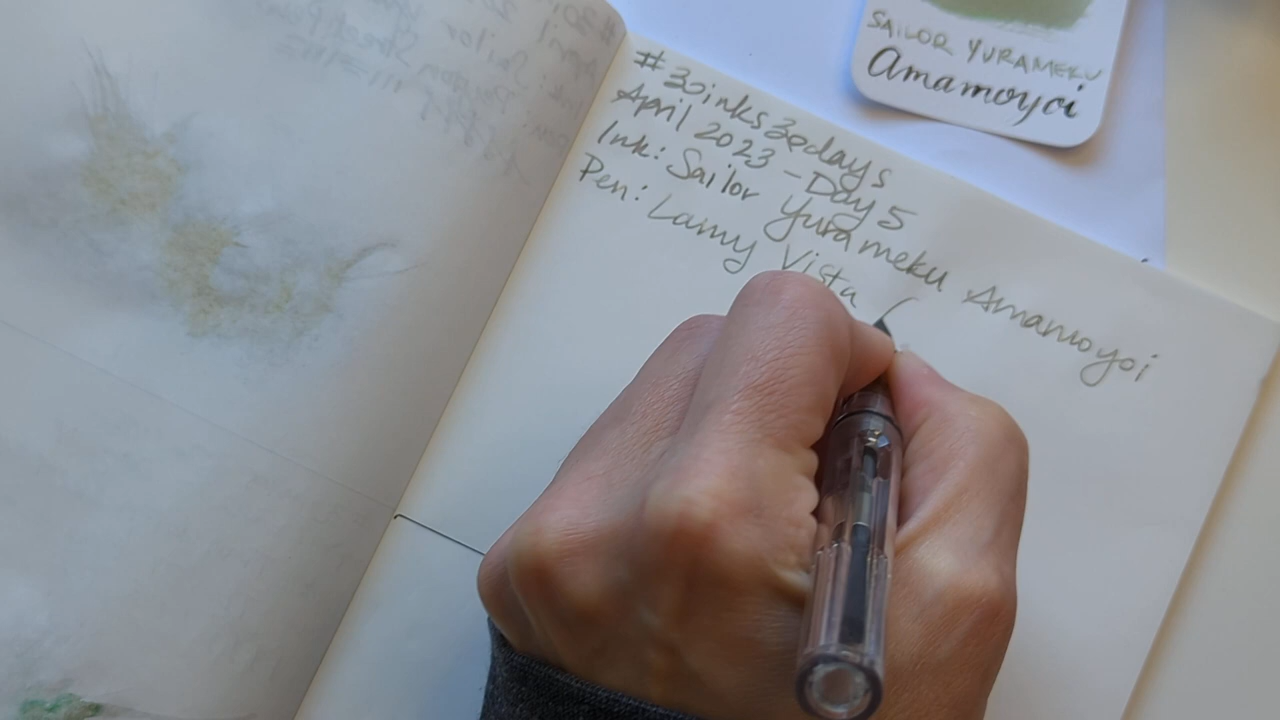 SAILOR YURAMEKU
Amamoyoi
#30inks30days
April 2023 - Day 5
Ink: Sailor Yurameku Amamoyoi
Pen: Lamy Vista (